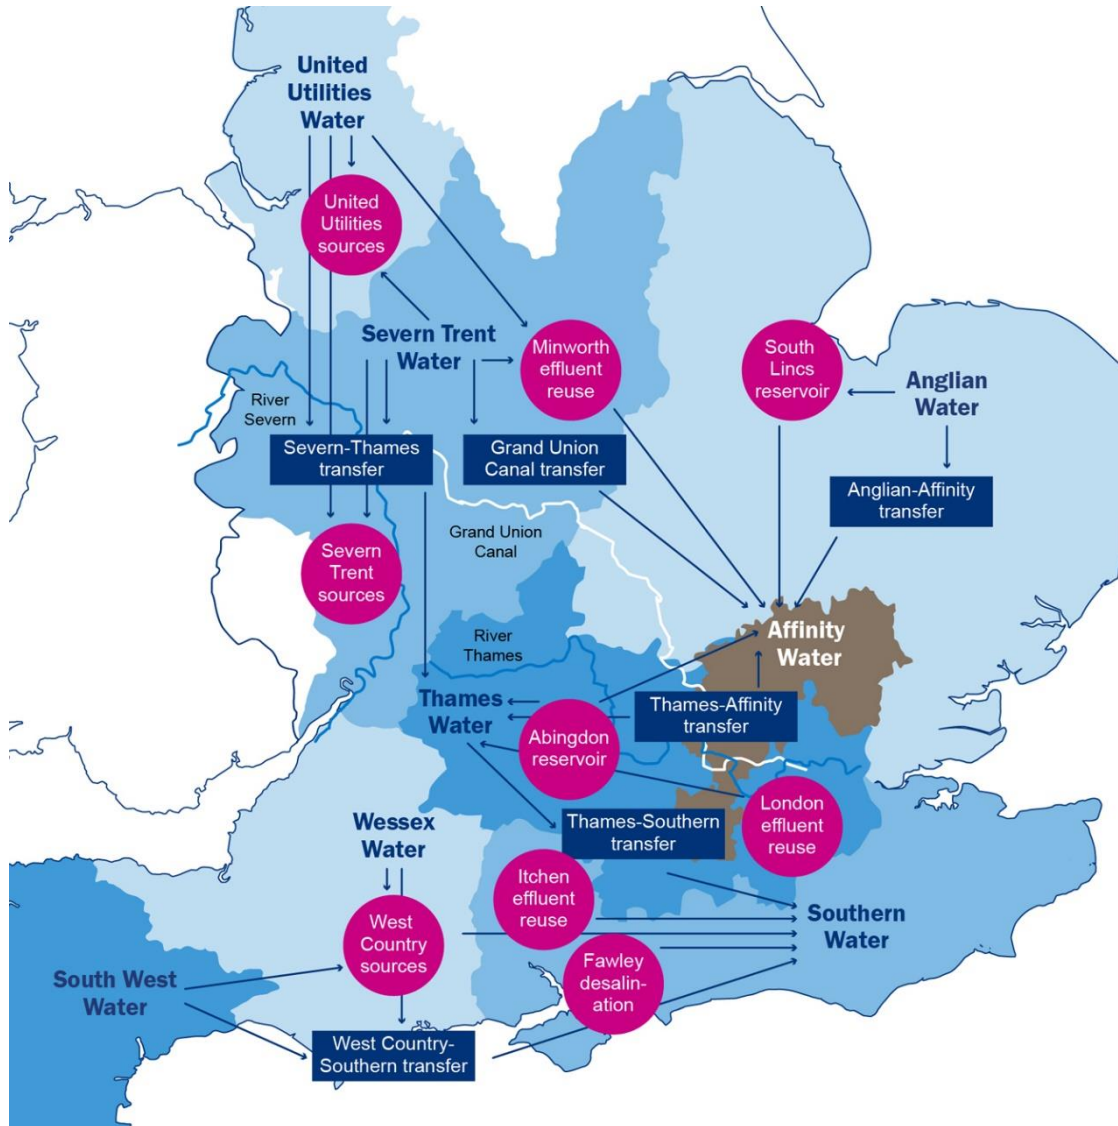 United
Utilities
Water
United
Utilities
sources
Severn Trent
Water
Minworth
effluent
reuse
South
Lincs
reservoir
Anglian
Water
River
Severn
Severn-Thames
transfer
Grand Union
Canal transfer
Anglian-Affinity
transfer
Grand Union
Canal
Severn
Trent
sources
River
Thames
Affinity
Water
Thames
Water
Abingdon
reservoir
Thames-Affinity
transfer
Wessex
Water
Thames-Southern
transfer
London
effluent
reuse
Itchen
effluent
reuse
West
Country
sources
Southern
Water
South West
Water
Fawley
desalin-
ation
West Country-
Southern transfer